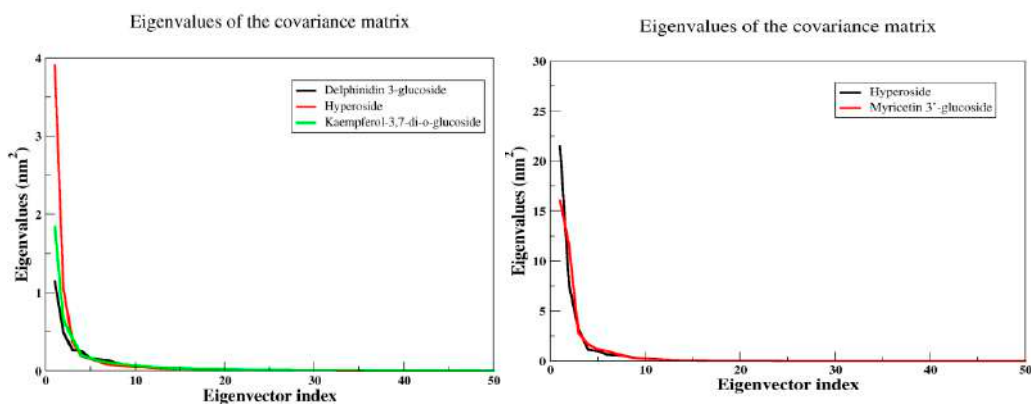 Eigenvalues of the covariance matrix
4
3
2
1
0
Eigenvalues (nm2)
Delphinidin 3-glucoside
Hyperoside
Kaempferol-3,7-di-o-glucoside
0 10 20 30 40 50
Eigenvector index
Eigenvalues of the covariance matrix
30
25
20
15
10
5
0
Eigenvalues (nm2)
Hyperoside
Myricetin 3'-glucoside
0 10 20 30 40 50
Eigenvector index